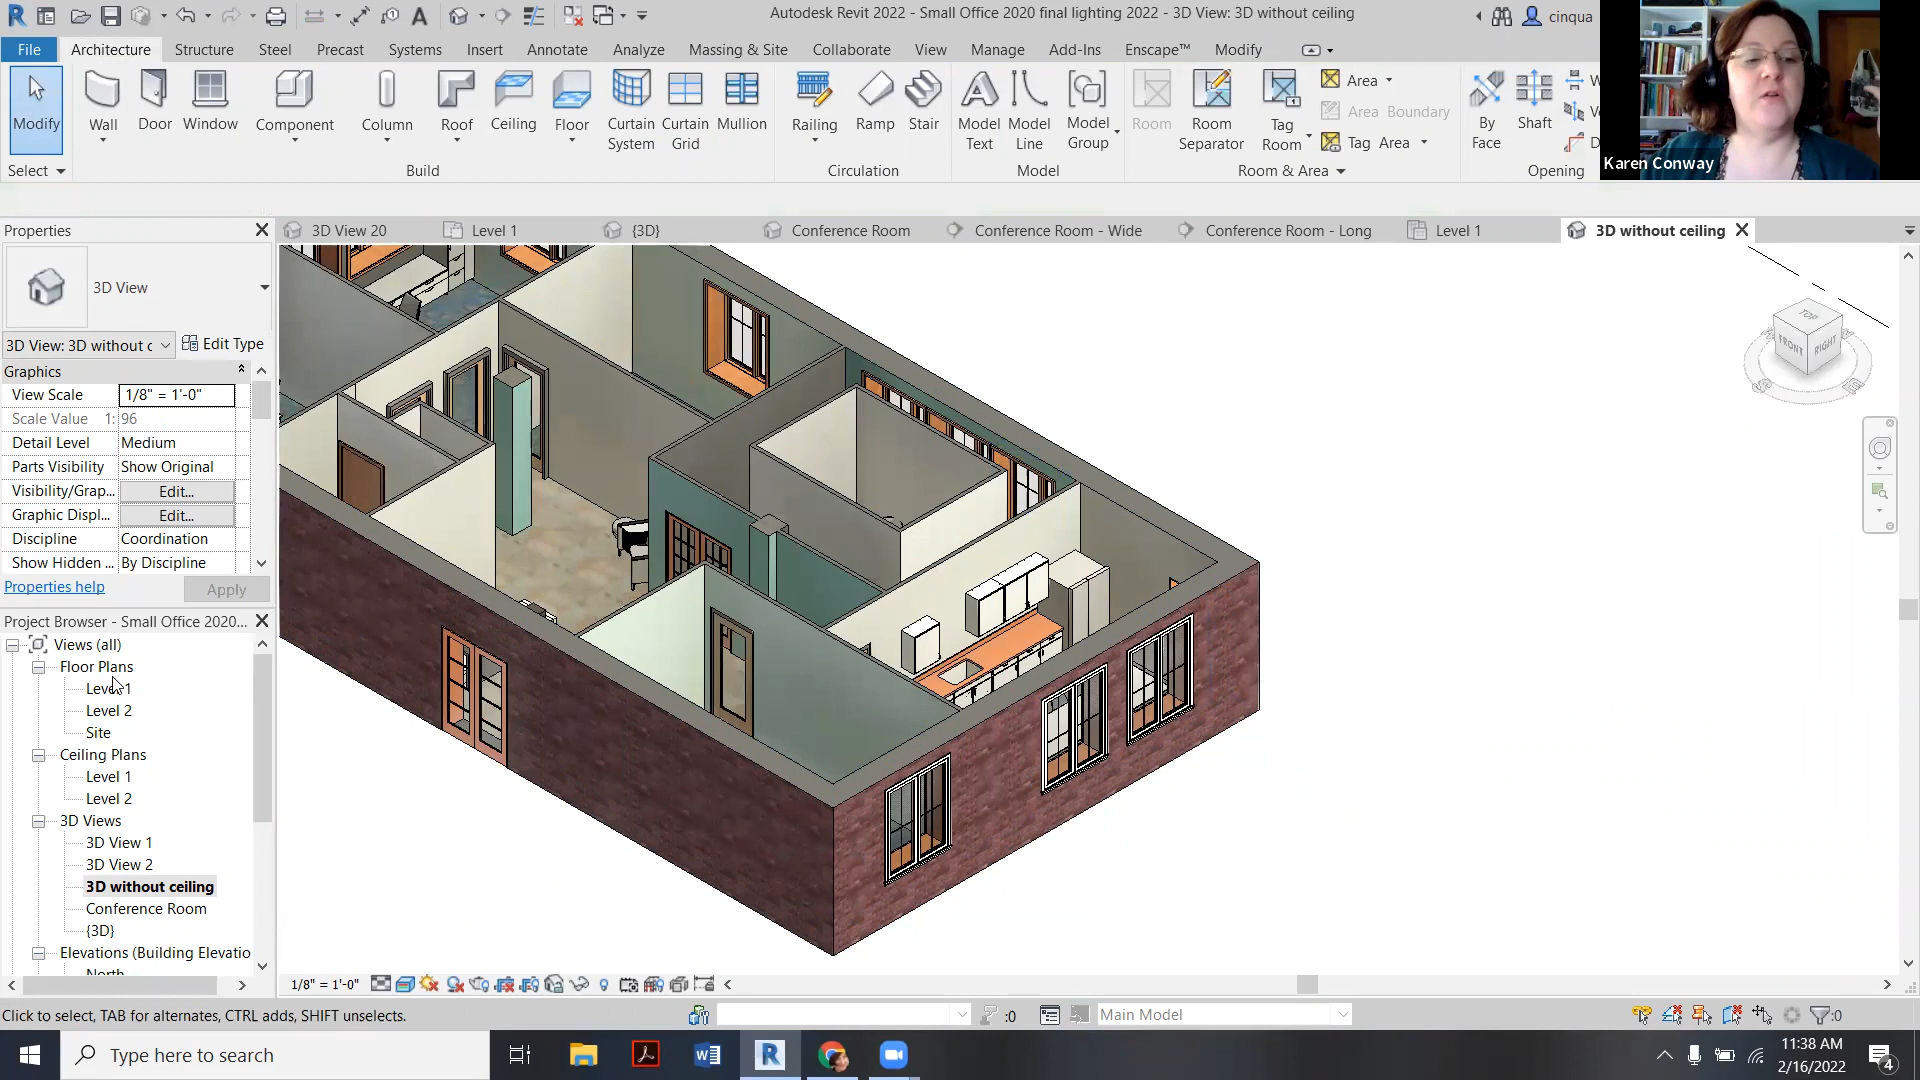 Autodesk Revit 2022 - Small Office 2020 final lighting 2022 - 3D View: 3D without ceiling
cinqua
File Architecture Structure Steel Precast Systems Insert Annotate Analyze Massing & Site Collaborate View Manage Add-Ins Enscape™ Modify
Modify
Wall
Door
Window
Component
Column
Roof
Ceiling
Floor
Curtain System
Curtain Grid
Mullion
Railing
Ramp
Stair
Model Text
Model Line
Model Group
Room
Room Separator
Tag Room
Area
Area Boundary
Tag Area
By Face
Shaft
Select
Build
Circulation
Model
Room & Area
Opening
Karen Conway
Properties
3D View 20
Level 1
{3D}
Conference Room
Conference Room - Wide
Conference Room - Long
Level 1
3D without ceiling
3D View
3D View: 3D without c
Edit Type
Graphics
View Scale 1/8" = 1'-0"
Scale Value 1: 96
Detail Level Medium
Parts Visibility Show Original
Visibility/Grap... Edit...
Graphic Displ... Edit...
Discipline Coordination
Show Hidden ... By Discipline
Properties help
Apply
Project Browser - Small Office 2020...
Views (all)
Floor Plans
Level 1
Level 2
Site
Ceiling Plans
Level 1
Level 2
3D Views
3D View 1
3D View 2
3D without ceiling
Conference Room
{3D}
Elevations (Building Elevatio
North
TOP
FRONT
RIGHT
1/8" = 1'-0"
Click to select, TAB for alternates, CTRL adds, SHIFT unselects.
:0
Main Model
:0
Type here to search
11:38 AM
2/16/2022
4